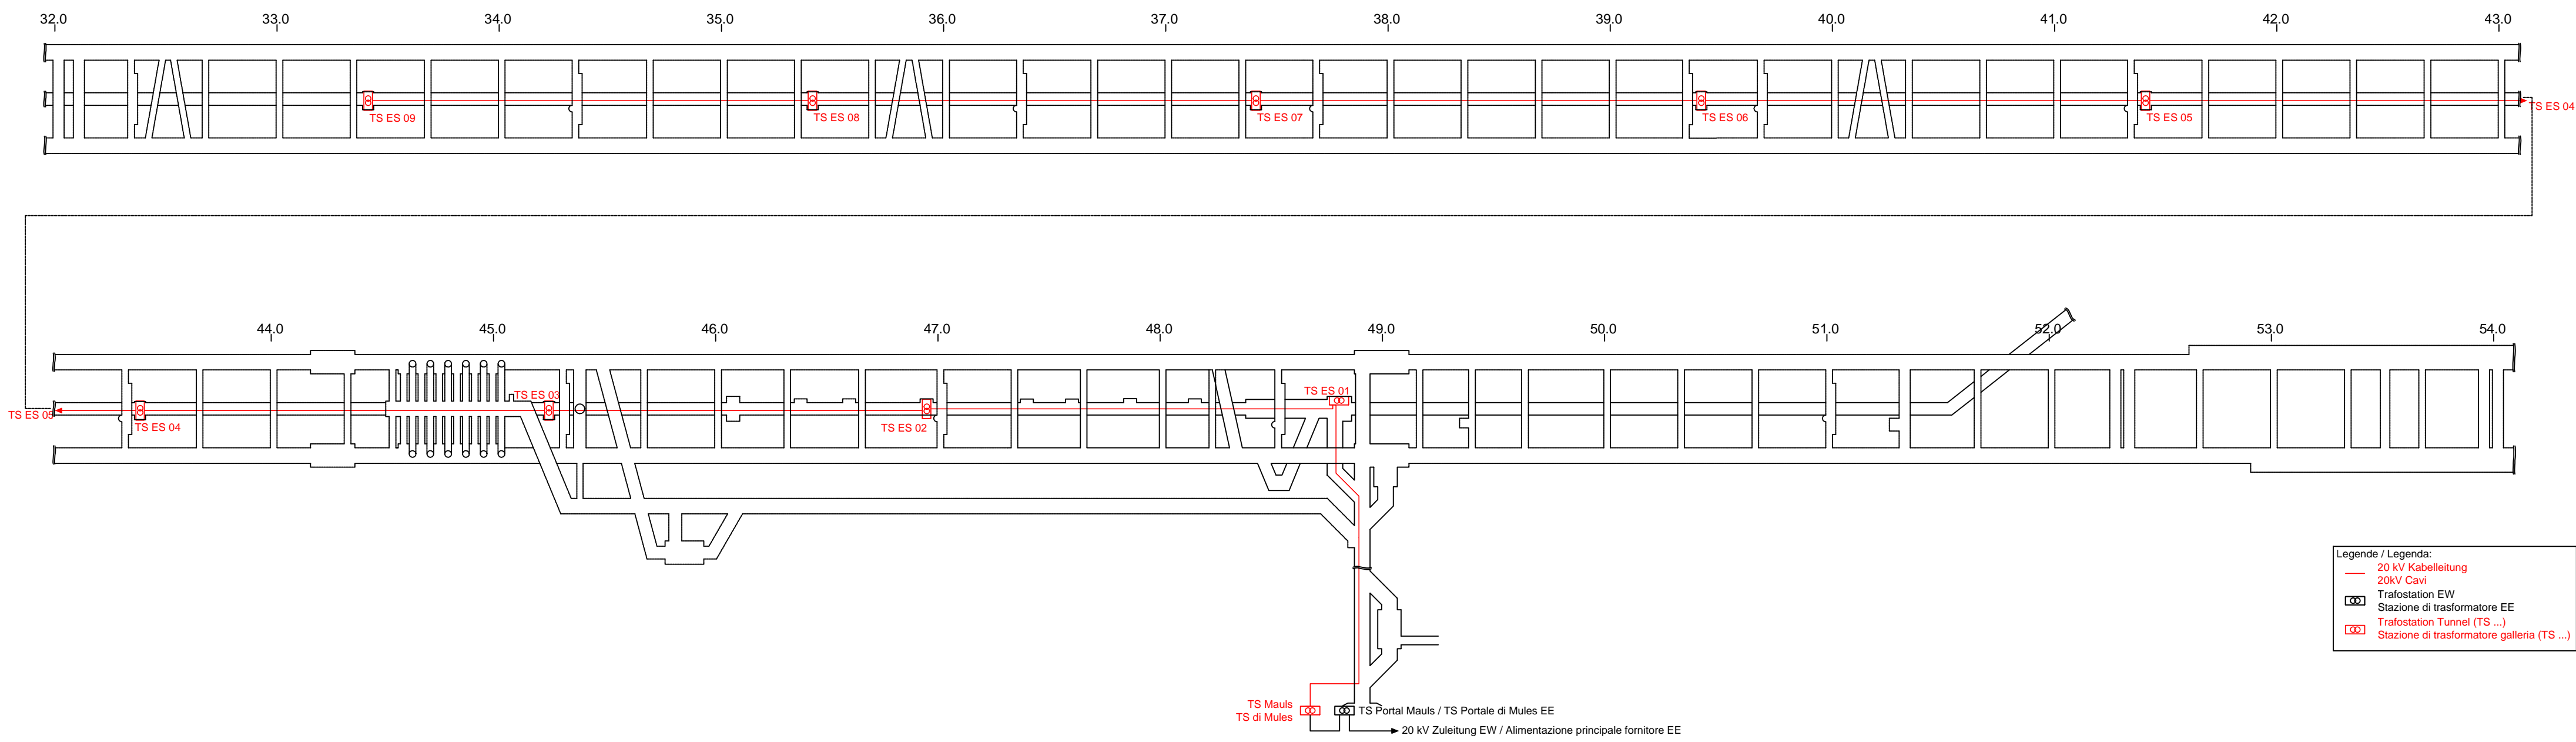 32.0 33.0 34.0 35.0 36.0 37.0 38.0 39.0 40.0 41.0 42.0 43.0
TS ES 04
TS ES 09 TS ES 08 TS ES 07 TS ES 06 TS ES 05
44.0 45.0 46.0 47.0 48.0 49.0 50.0 51.0 52.0 53.0 54.0
TS ES 01
TS ES 03
TS ES 05
TS ES 04 TS ES 02
Legende / Legenda:
20 kV Kabelleitung
20kV Cavi
Trafostation EW
Stazione di trasformatore EE
Trafostation Tunnel (TS ...)
Stazione di trasformatore galleria (TS ...)
TS Mauls
TS di Mules
TS Portal Mauls / TS Portale di Mules EE
20 kV Zuleitung EW / Alimentazione principale fornitore EE